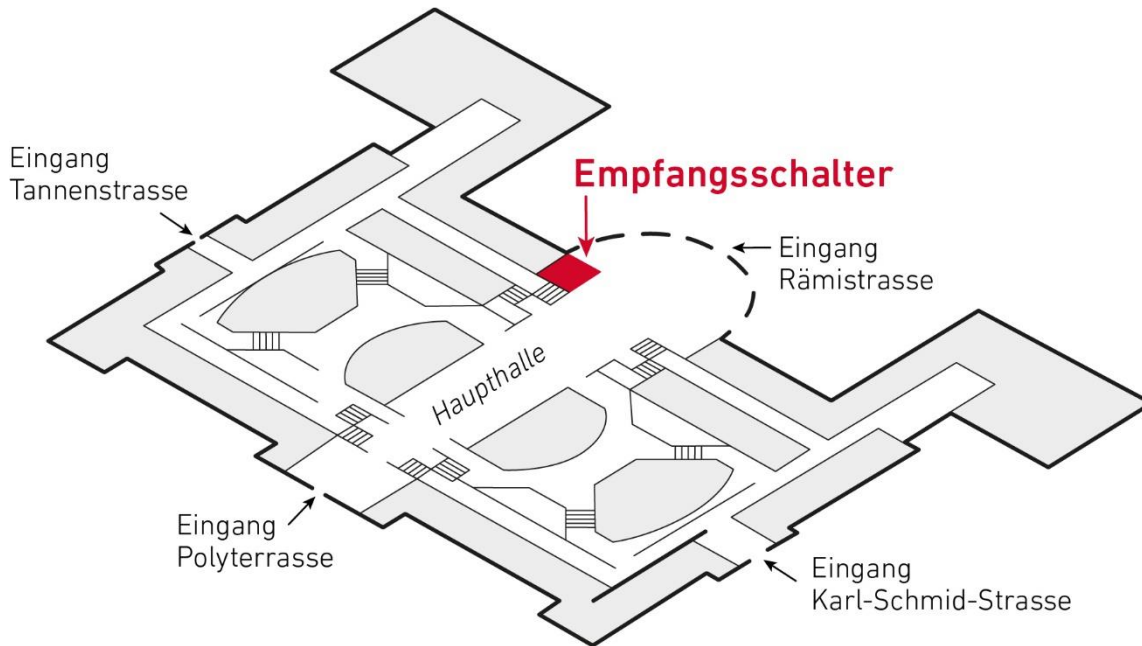 Eingang
Tannenstrasse
Empfangsschalter
Eingang
Rämistrasse
Haupthalle
Eingang
Polyterrasse
Eingang
Karl-Schmid-Strasse